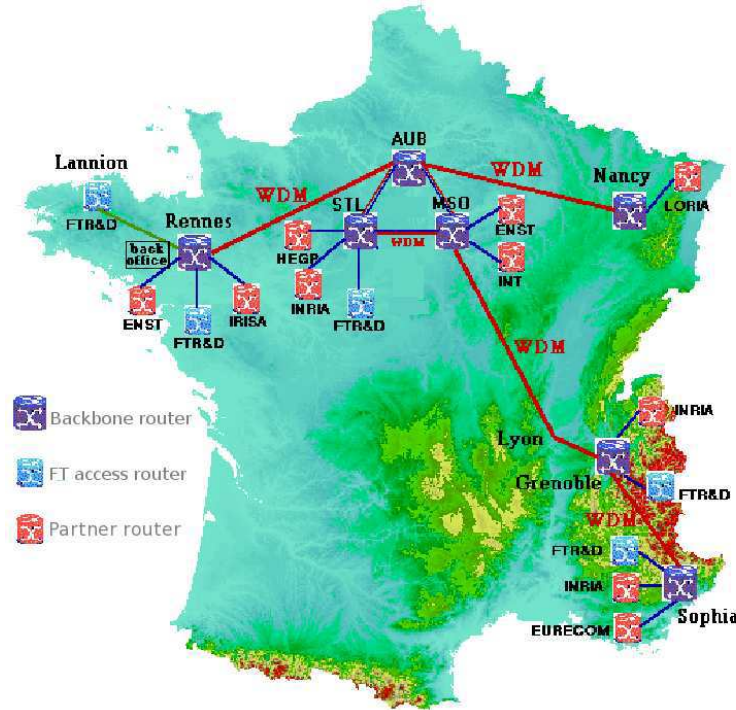 AUB
Lannion
WDM
Nancy
FTR&D
Rennes
WDM
STL
MSO
LORIA
back
office
HEGP
WDM
ENST
INRIA
INT
ENST
FTR&D
IRISA
FTR&D
WDM
Backbone router
INRIA
Lyon
FT access router
Grenoble
FTR&D
WDM
Partner router
FTR&D
INRIA
Sophia
EURECOM